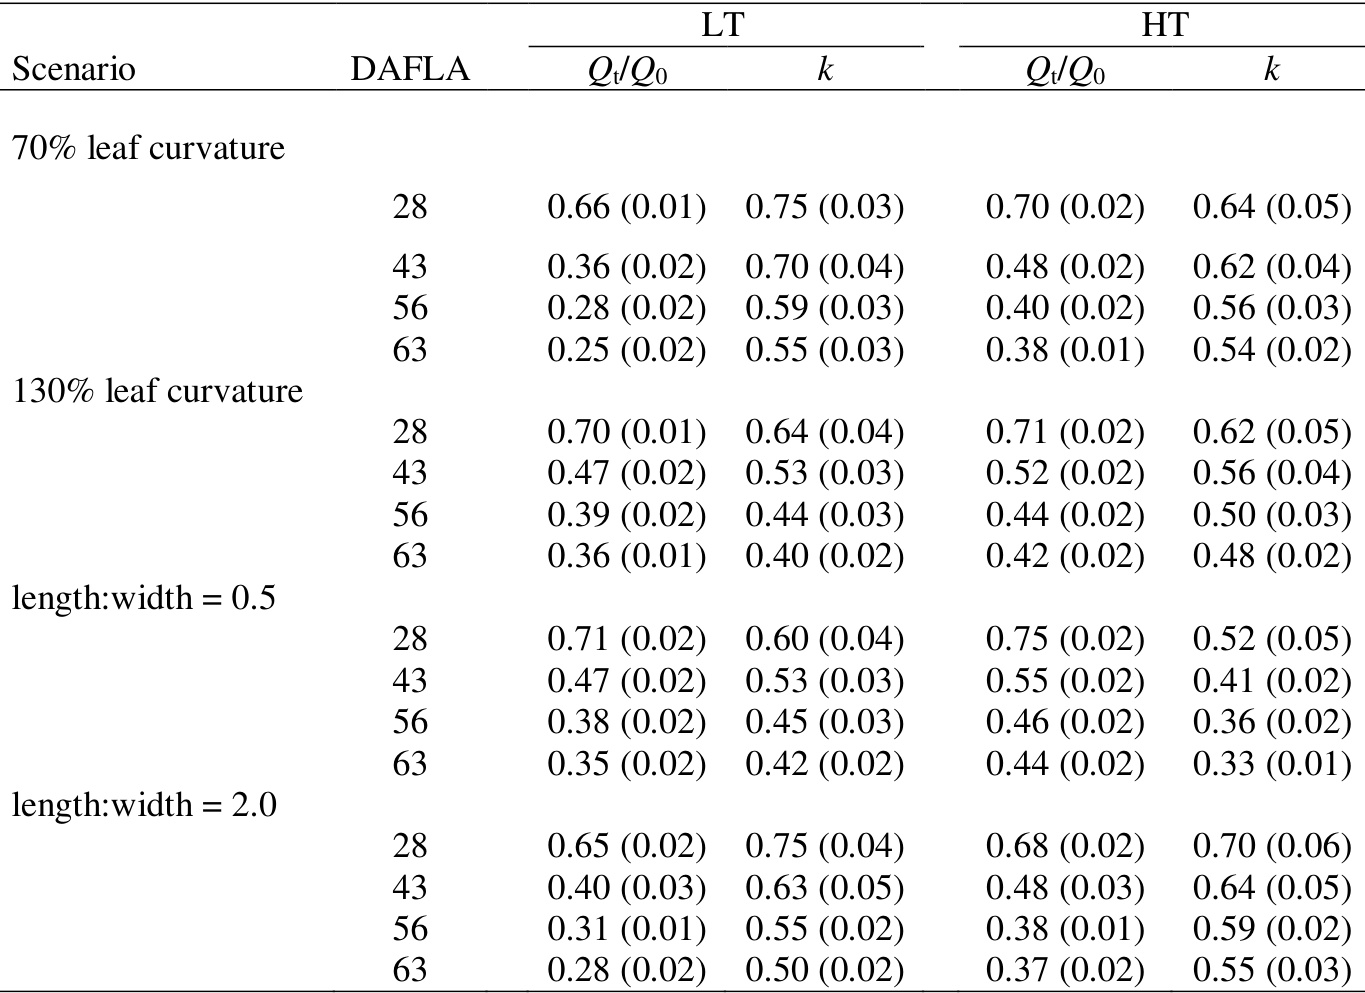 LT HT
Scenario DAFLA Qt/Q0 k Qt/Q0 k
70% leaf curvature
28 0.66 (0.01) 0.75 (0.03) 0.70 (0.02) 0.64 (0.05)
43 0.36 (0.02) 0.70 (0.04) 0.48 (0.02) 0.62 (0.04)
56 0.28 (0.02) 0.59 (0.03) 0.40 (0.02) 0.56 (0.03)
63 0.25 (0.02) 0.55 (0.03) 0.38 (0.01) 0.54 (0.02)
130% leaf curvature
28 0.70 (0.01) 0.64 (0.04) 0.71 (0.02) 0.62 (0.05)
43 0.47 (0.02) 0.53 (0.03) 0.52 (0.02) 0.56 (0.04)
56 0.39 (0.02) 0.44 (0.03) 0.44 (0.02) 0.50 (0.03)
63 0.36 (0.01) 0.40 (0.02) 0.42 (0.02) 0.48 (0.02)
length:width = 0.5
28 0.71 (0.02) 0.60 (0.04) 0.75 (0.02) 0.52 (0.05)
43 0.47 (0.02) 0.53 (0.03) 0.55 (0.02) 0.41 (0.02)
56 0.38 (0.02) 0.45 (0.03) 0.46 (0.02) 0.36 (0.02)
63 0.35 (0.02) 0.42 (0.02) 0.44 (0.02) 0.33 (0.01)
length:width = 2.0
28 0.65 (0.02) 0.75 (0.04) 0.68 (0.02) 0.70 (0.06)
43 0.40 (0.03) 0.63 (0.05) 0.48 (0.03) 0.64 (0.05)
56 0.31 (0.01) 0.55 (0.02) 0.38 (0.01) 0.59 (0.02)
63 0.28 (0.02) 0.50 (0.02) 0.37 (0.02) 0.55 (0.03)